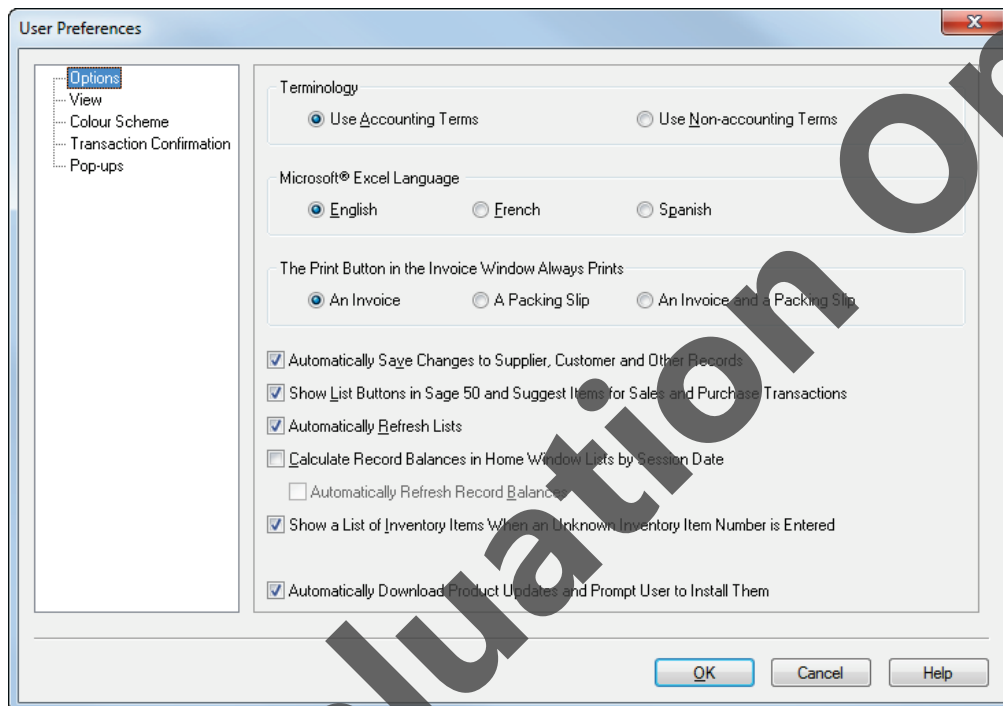 User Preferences
Options
View
Colour Scheme
Transaction Confirmation
Pop-ups
Terminology
Use Accounting Terms
Use Non-accounting Terms
Microsoft® Excel Language
English
French
Spanish
The Print Button in the Invoice Window Always Prints
An Invoice
A Packing Slip
An Invoice and a Packing Slip
Automatically Save Changes to Supplier, Customer and Other Records
Show List Buttons in Sage 50 and Suggest Items for Sales and Purchase Transactions
Automatically Refresh Lists
Calculate Record Balances in Home Window Lists by Session Date
Automatically Refresh Record Balances
Show a List of Inventory Items When an Unknown Inventory Item Number is Entered
Automatically Download Product Updates and Prompt User to Install Them
OK
Cancel
Help